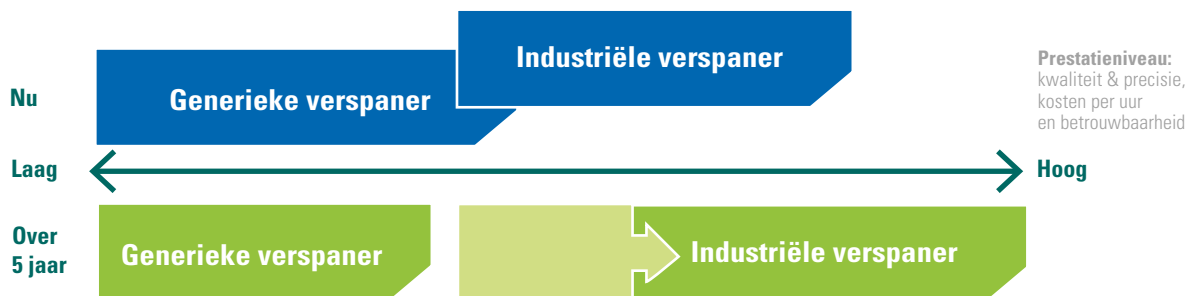 Industriële verspaner
Generieke verspaner
Nu
Prestatieniveau:
kwaliteit & precisie,
kosten per uur
en betrouwbaarheid
Laag
Hoog
Over
5 jaar
Generieke verspaner
Industriële verspaner